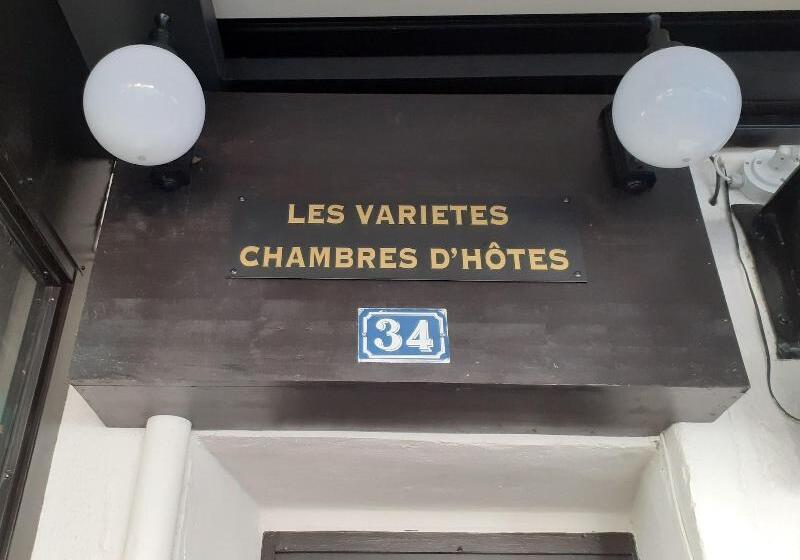 LES VARIETES
CHAMBRES D'HÔTES
34